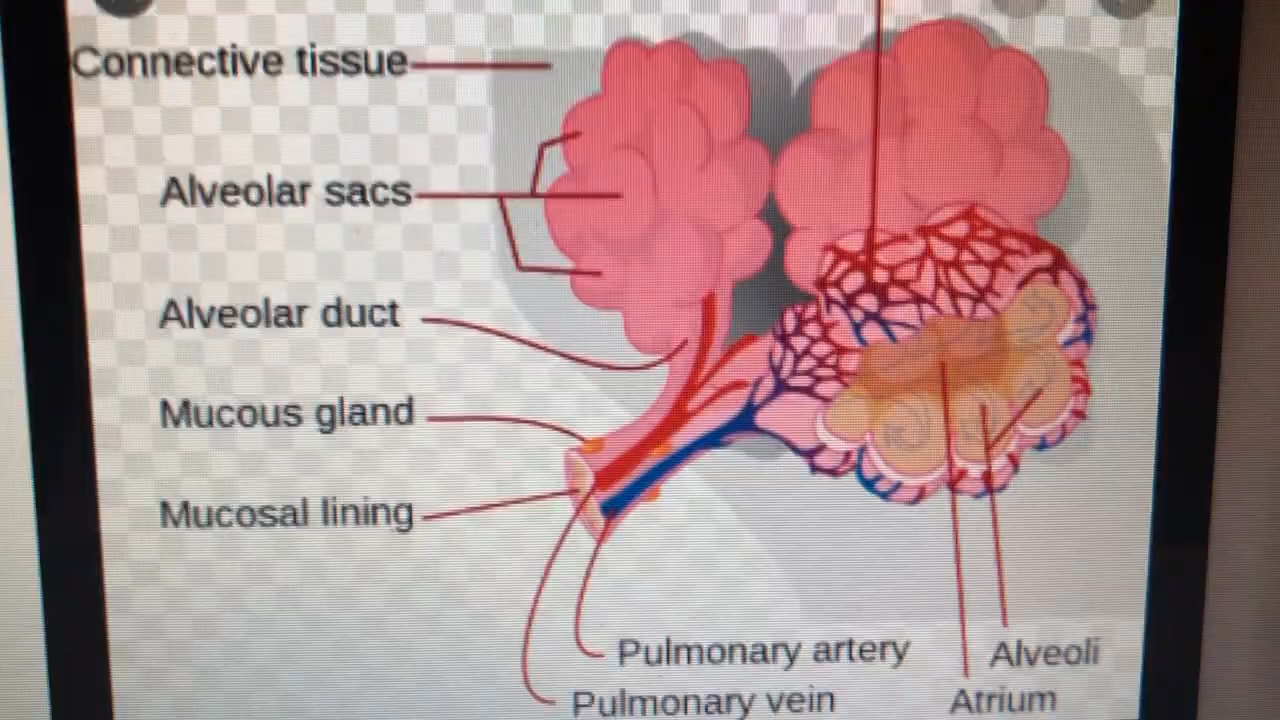 Connective tissue
Alveolar sacs
Alveolar duct
Mucous gland
Mucosal lining
Pulmonary artery
Alveoli
Pulmonary vein
Atrium